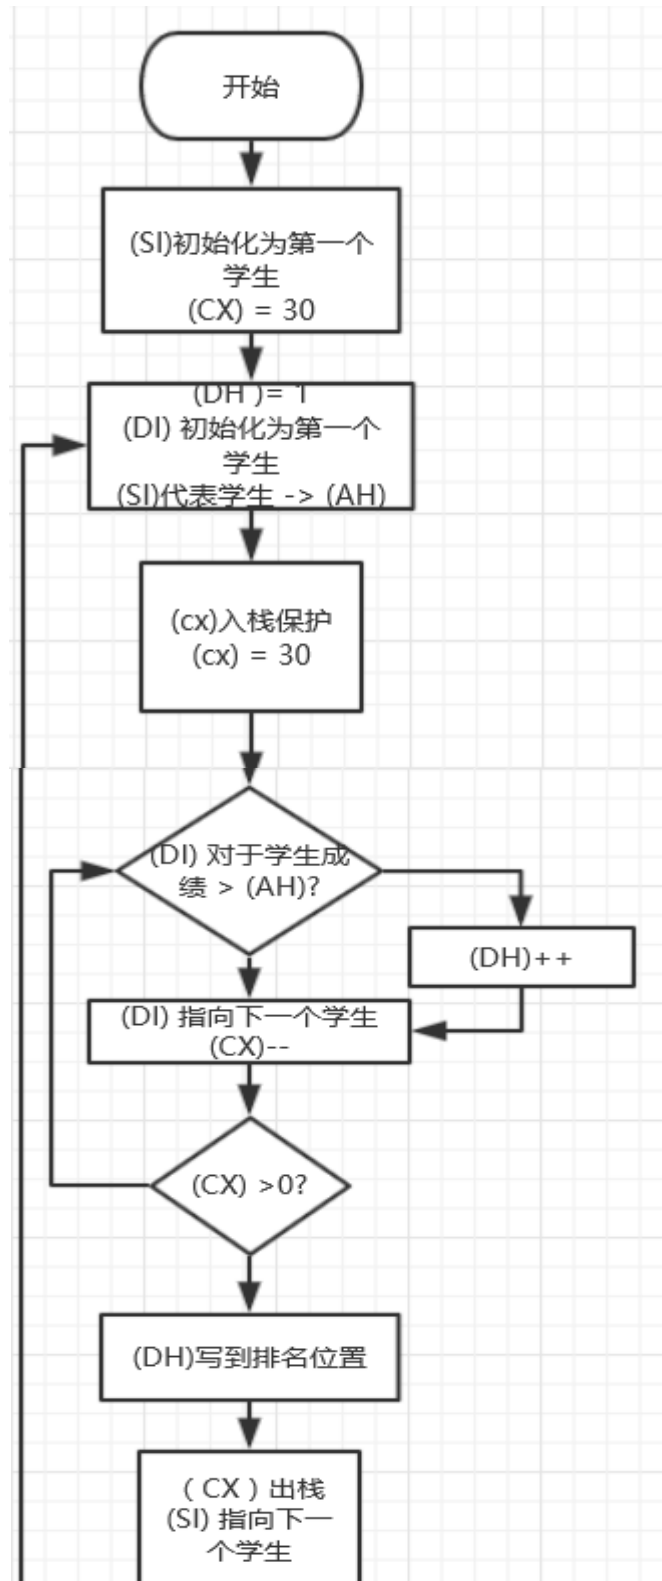 开始
(SI)初始化为第一个
学生
(CX) = 30
(DH )= 1
(DI) 初始化为第一个
学生
(SI)代表学生 -> (AH)
(cx)入栈保护
(cx) = 30
(DI) 对于学生成
绩 > (AH)?
(DH)++
(DI) 指向下一个学生
(CX)--
(CX) >0?
(DH)写到排名位置
（CX）出栈
(SI) 指向下一
个学生